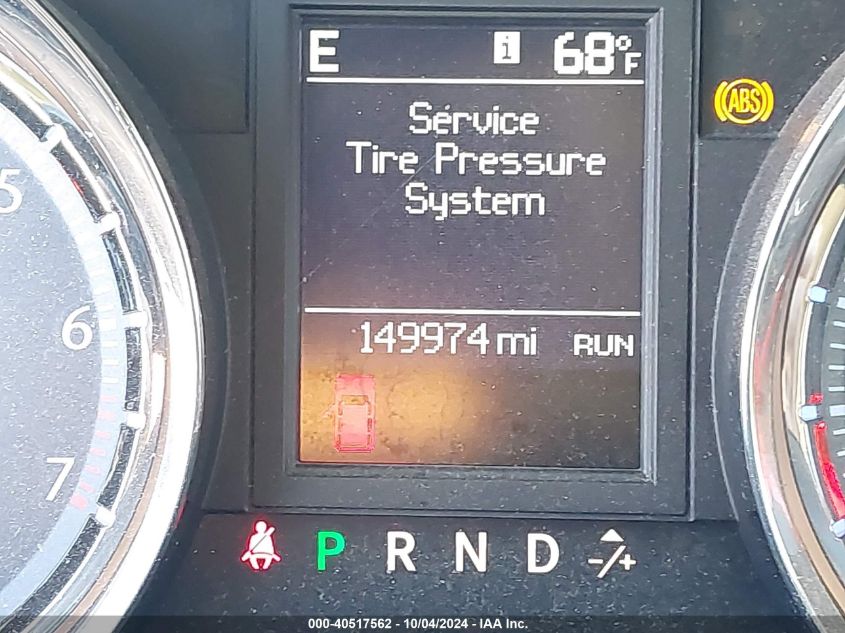 E i 68°F
ABS
Service
Tire Pressure
System
5
6
7
149974 mi RUN
P R N D -/+
000-40517562 - 10/04/2024 - IAA Inc.